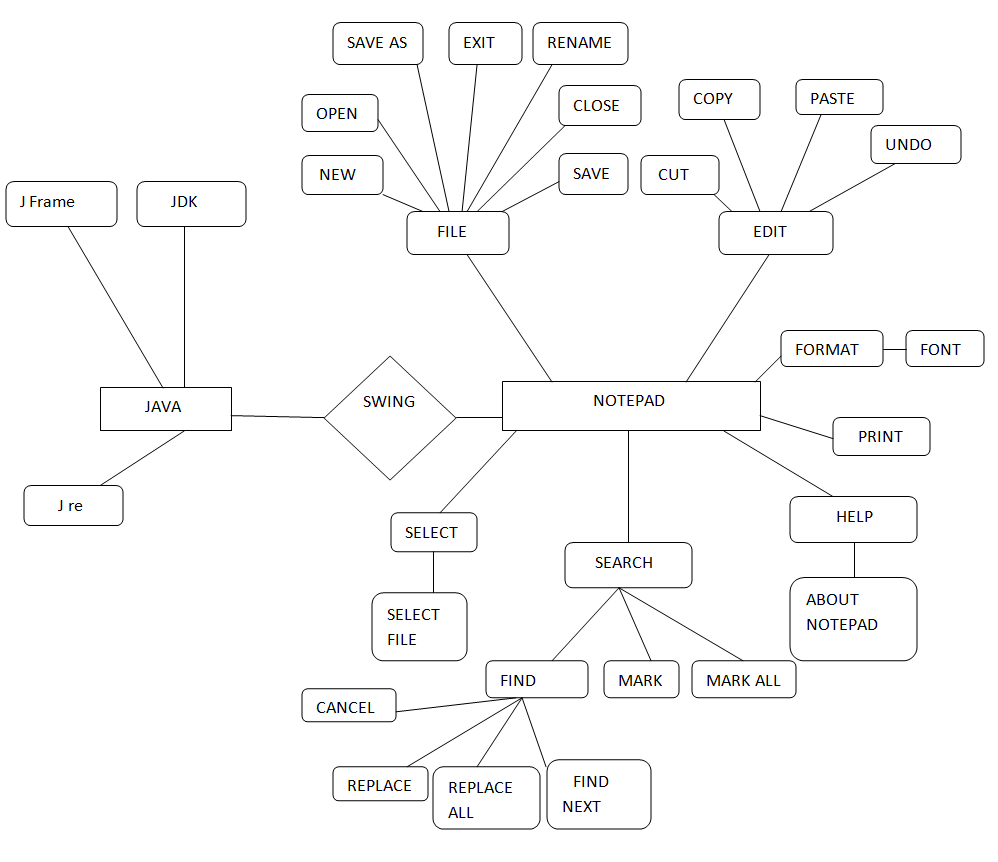 SAVE AS
EXIT
RENAME
OPEN
CLOSE
COPY
PASTE
UNDO
NEW
SAVE
CUT
J Frame
JDK
FILE
EDIT
FORMAT
FONT
JAVA
SWING
NOTEPAD
PRINT
J re
SELECT
HELP
SEARCH
SELECT
FILE
ABOUT
NOTEPAD
FIND
MARK
MARK ALL
CANCEL
REPLACE
REPLACE
ALL
FIND
NEXT